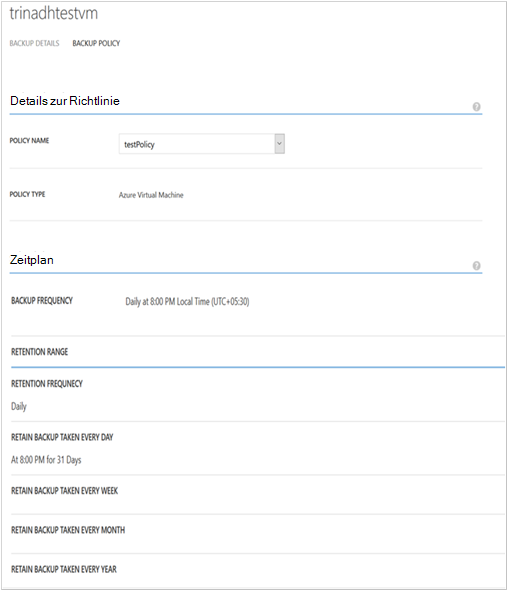 trinadhtestvm
BACKUP DETAILS BACKUP POLICY
Details zur Richtlinie
?
POLICY NAME testPolicy
POLICY TYPE Azure Virtual Machine
Zeitplan
?
BACKUP FREQUENCY Daily at 8:00 PM Local Time (UTC+05:30)
RETENTION RANGE
RETENTION FREQUNECY
Daily
RETAIN BACKUP TAKEN EVERY DAY
At 8:00 PM for 31 Days
RETAIN BACKUP TAKEN EVERY WEEK
RETAIN BACKUP TAKEN EVERY MONTH
RETAIN BACKUP TAKEN EVERY YEAR